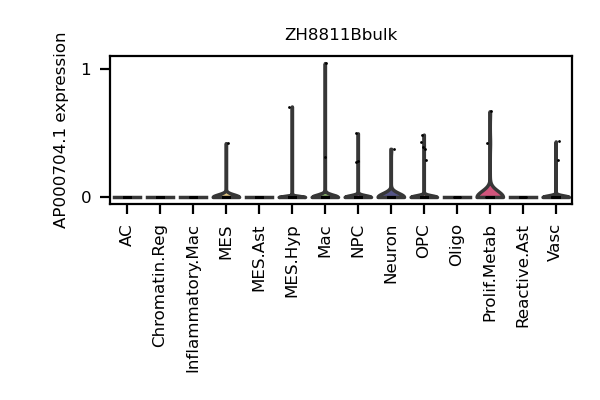 ZH8811Bbulk
AP000704.1 expression
1
0
AC
Chromatin.Reg
Inflammatory.Mac
MES
MES.Ast
MES.Hyp
Mac
NPC
Neuron
OPC
Oligo
Prolif.Metab
Reactive.Ast
Vasc